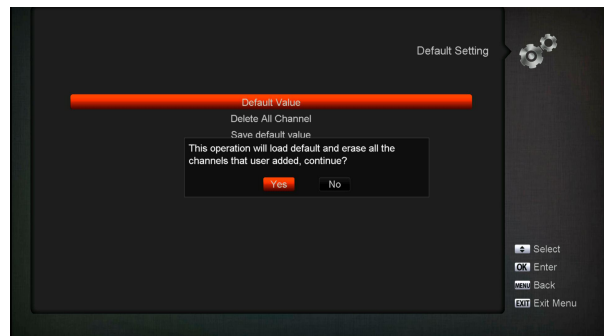 Default Setting
Default Value
Delete All Channel
Save default value
This operation will load default and erase all the
channels that user added, continue?
Yes No
Select
OK Enter
MENU Back
EXIT Exit Menu